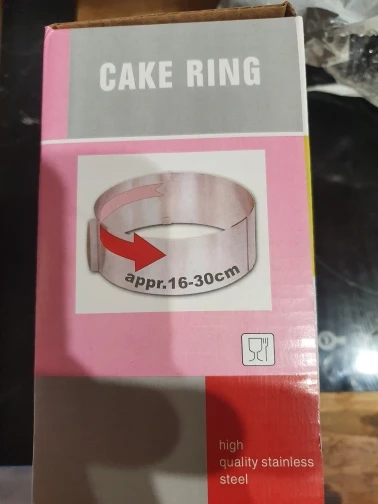 CAKE RING
appr.16-30cm
high
quality stainless
steel